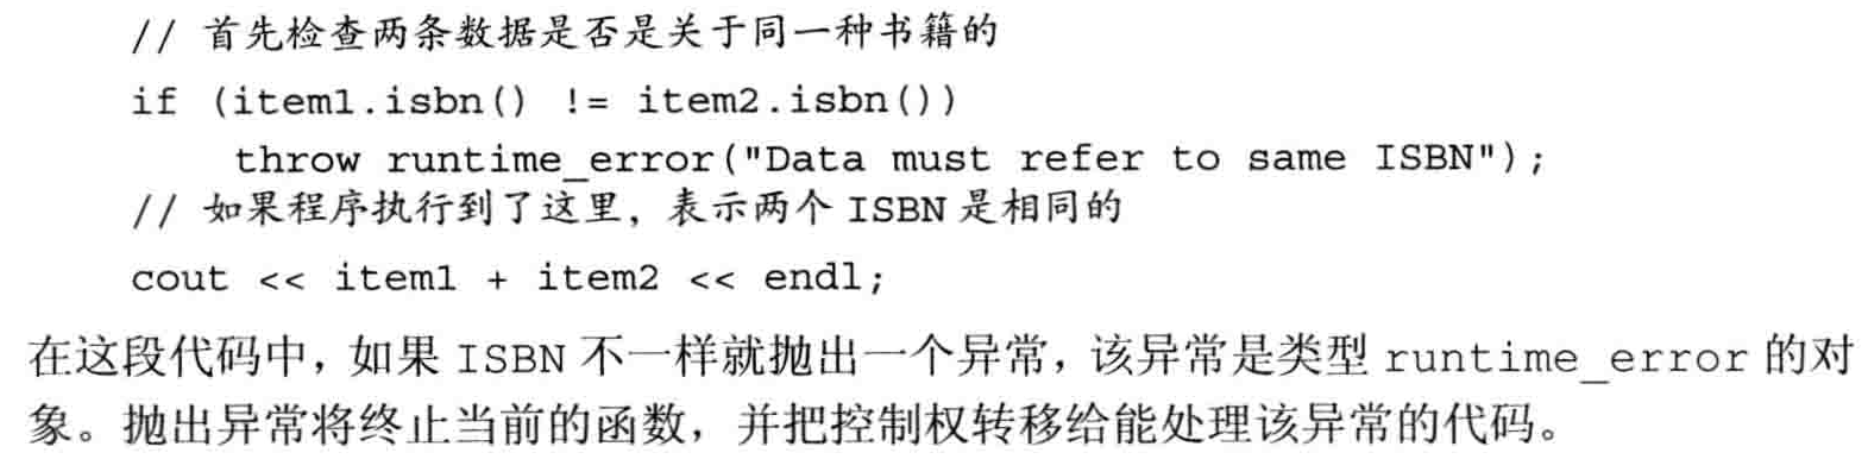 // 首先检查两条数据是否是关于同一种书籍的
if (item1.isbn() != item2.isbn())
    throw runtime_error("Data must refer to same ISBN");
// 如果程序执行到了这里，表示两个 ISBN 是相同的
cout << item1 + item2 << endl;
在这段代码中，如果 ISBN 不一样就抛出一个异常，该异常是类型 runtime_error 的对
象。抛出异常将终止当前的函数，并把控制权转移给能处理该异常的代码。